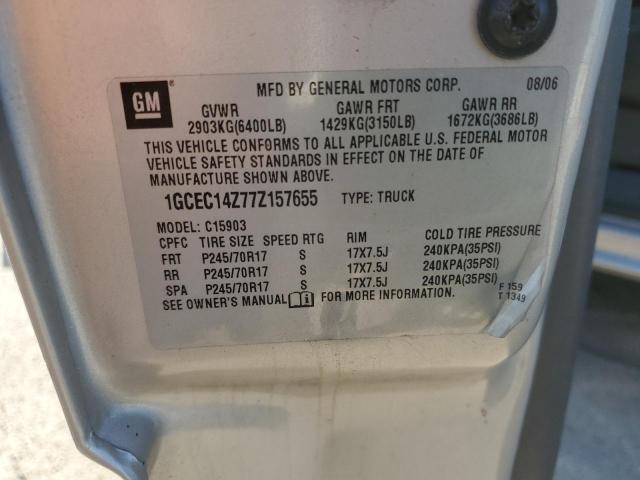 GM
MFD BY GENERAL MOTORS CORP. 08/06
GVWR GAWR FRT GAWR RR
2903KG(6400LB) 1429KG(3150LB) 1672KG(3686LB)
THIS VEHICLE CONFORMS TO ALL APPLICABLE U.S. FEDERAL MOTOR
VEHICLE SAFETY STANDARDS IN EFFECT ON THE DATE OF
MANUFACTURE SHOWN ABOVE.
1GCEC14Z77Z157655 TYPE: TRUCK
MODEL: C15903
CPFC TIRE SIZE SPEED RTG RIM COLD TIRE PRESSURE
FRT P245/70R17 S 17X7.5J 240KPA(35PSI)
RR P245/70R17 S 17X7.5J 240KPA(35PSI)
SPA P245/70R17 S 17X7.5J 240KPA(35PSI)
SEE OWNER'S MANUAL FOR MORE INFORMATION.
F 159
T 1349